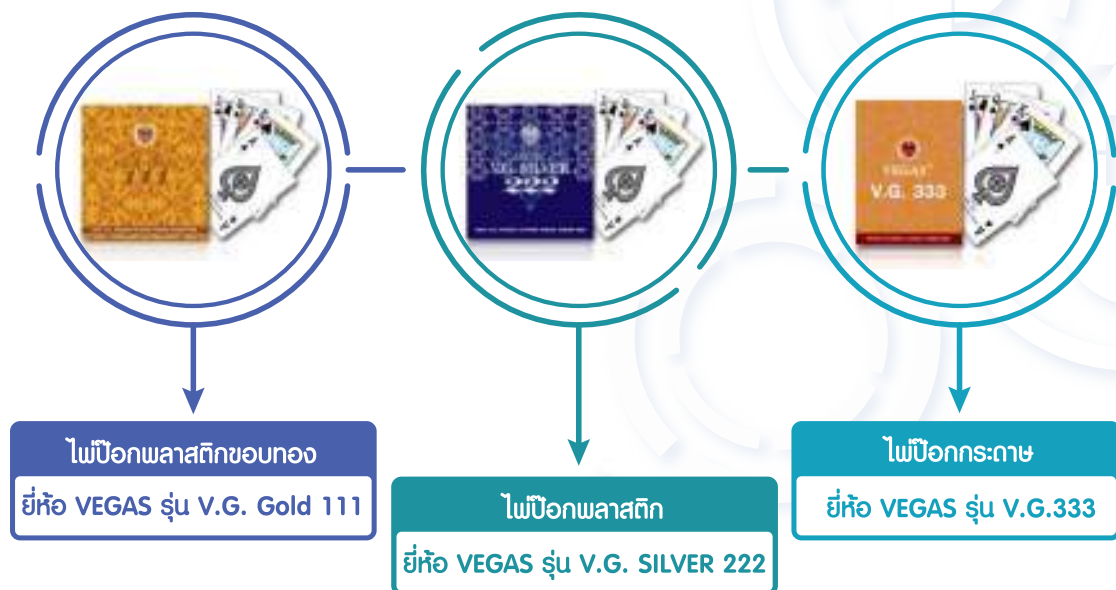 111
V.G. SILVER
222
VEGAS
V.G. 333
ไพ่ป๊อกพลาสติกขอบทอง
ยี่ห้อ VEGAS รุ่น V.G. Gold 111
ไพ่ป๊อกพลาสติก
ยี่ห้อ VEGAS รุ่น V.G. SILVER 222
ไพ่ป๊อกกระดาษ
ยี่ห้อ VEGAS รุ่น V.G.333